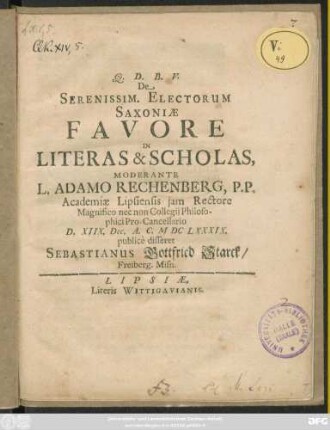 Q. D. B. V.
De
SERENISSIM. ELECTORUM
SAXONIÆ
FAVORE
IN
LITERAS & SCHOLAS,
MODERANTE
L. ADAMO RECHENBERG, P.P.
Academiæ Lipsiensis jam Rectore
Magnifico nec non Collegii Philoso-
phici Pro-Cancellario
D. XIIX. Dec. A. C. M DC LXXXIX.
publicè disseret
SEBASTIANUS Gottfried Starck/
Freiberg. Misn.
LIPSIÆ,
Literis WITTIGAVIANIS.